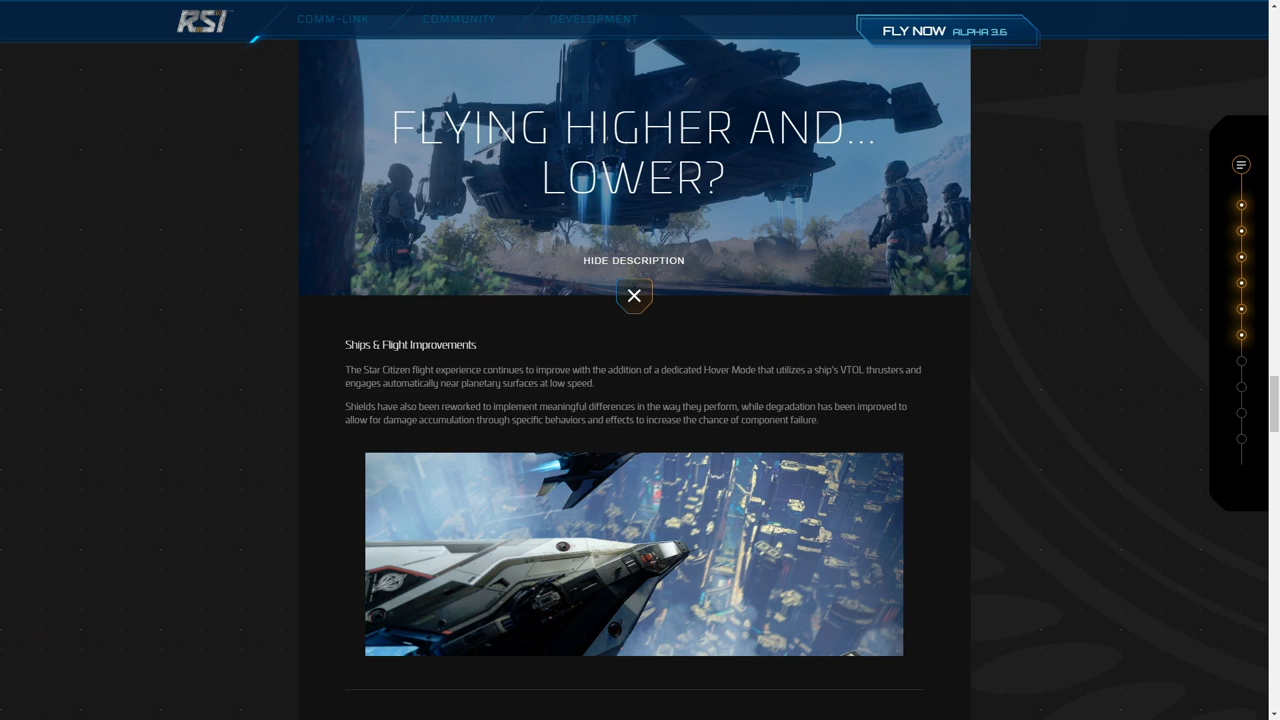 RSI
COMM-LINK
COMMUNITY
DEVELOPMENT
FLY NOW ALPHA 3.6
FLYING HIGHER AND...
LOWER?
HIDE DESCRIPTION
Ships & Flight Improvements
The Star Citizen flight experience continues to improve with the addition of a dedicated Hover Mode that utilizes a ship's VTOL thrusters and
engages automatically near planetary surfaces at low speed.
Shields have also been reworked to implement meaningful differences in the way they perform, while degradation has been improved to
allow for damage accumulation through specific behaviors and effects to increase the chance of component failure.